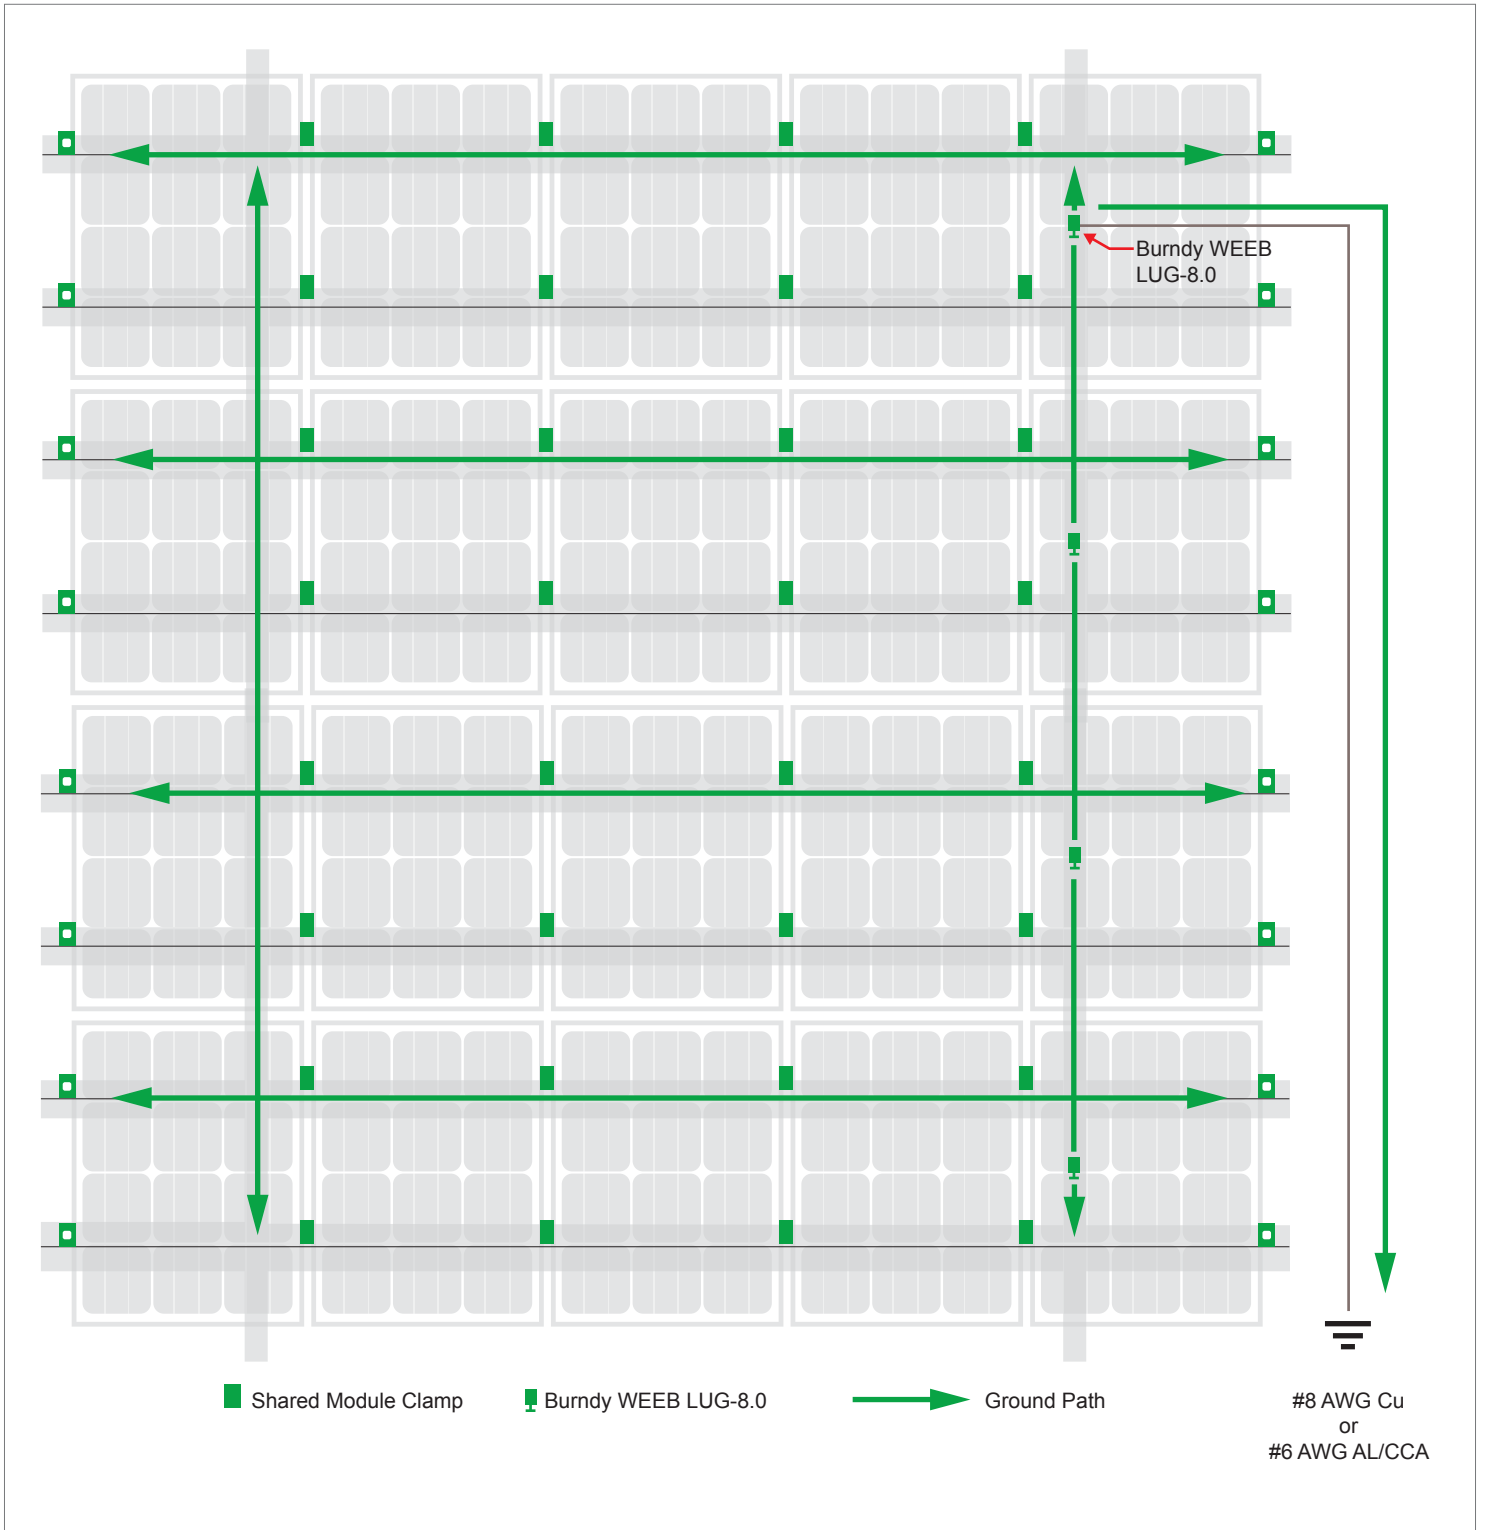 Burndy WEEB
LUG-8.0
Shared Module Clamp
Burndy WEEB LUG-8.0
Ground Path
#8 AWG Cu
or
#6 AWG AL/CCA